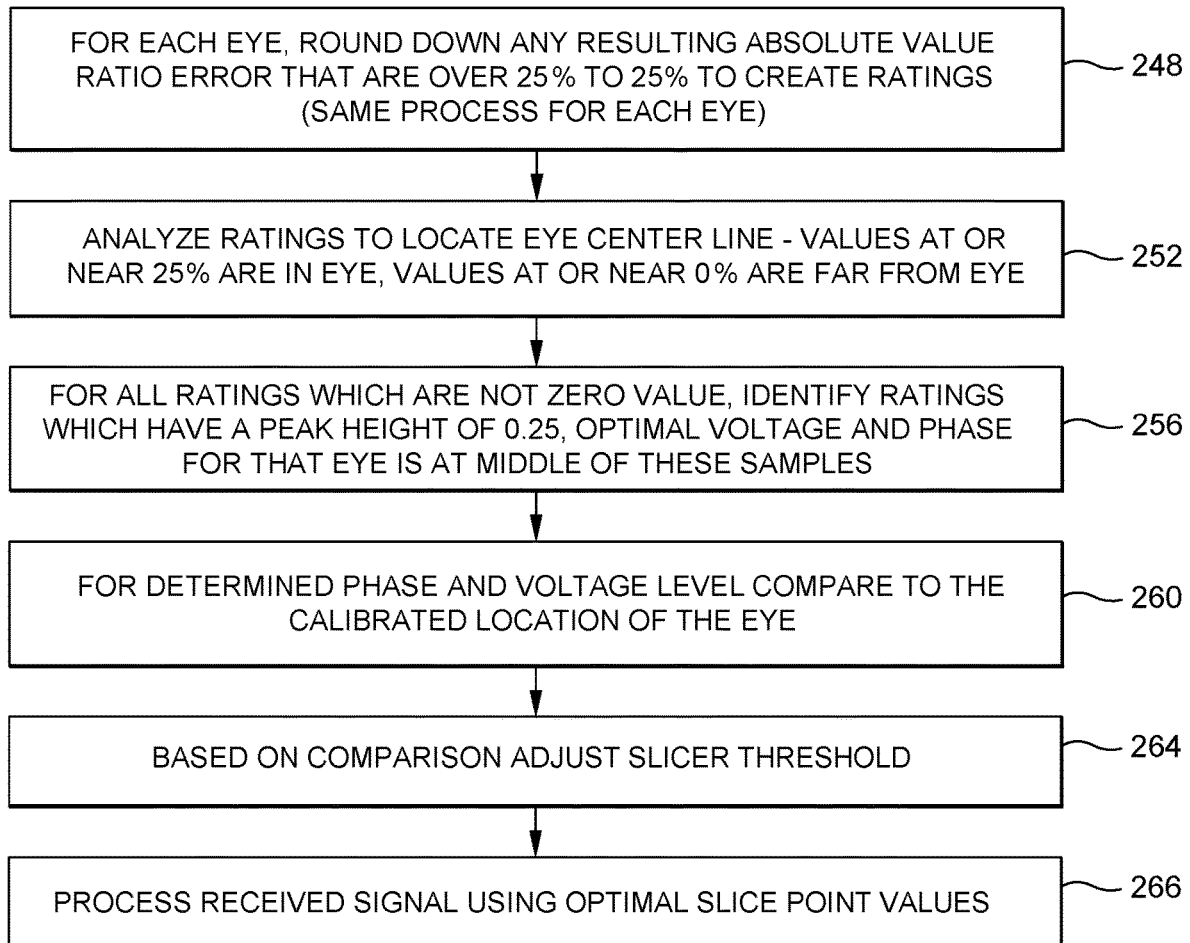 FOR EACH EYE, ROUND DOWN ANY RESULTING ABSOLUTE VALUE
RATIO ERROR THAT ARE OVER 25% TO 25% TO CREATE RATINGS
(SAME PROCESS FOR EACH EYE)
248
ANALYZE RATINGS TO LOCATE EYE CENTER LINE - VALUES AT OR
NEAR 25% ARE IN EYE, VALUES AT OR NEAR 0% ARE FAR FROM EYE
252
FOR ALL RATINGS WHICH ARE NOT ZERO VALUE, IDENTIFY RATINGS
WHICH HAVE A PEAK HEIGHT OF 0.25, OPTIMAL VOLTAGE AND PHASE
FOR THAT EYE IS AT MIDDLE OF THESE SAMPLES
256
FOR DETERMINED PHASE AND VOLTAGE LEVEL COMPARE TO THE
CALIBRATED LOCATION OF THE EYE
260
BASED ON COMPARISON ADJUST SLICER THRESHOLD
264
PROCESS RECEIVED SIGNAL USING OPTIMAL SLICE POINT VALUES
266